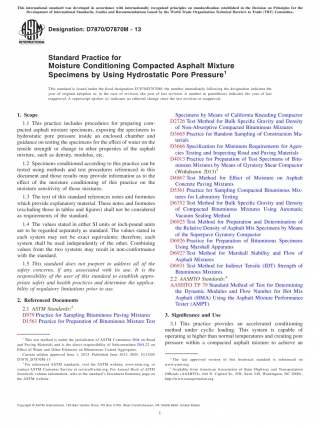 This international standard was developed in accordance with internationally recognized principles on standardization established in the Decision on Principles for the
Development of International Standards, Guides and Recommendations issued by the World Trade Organization Technical Barriers to Trade (TBT) Committee.
Designation: D7870/D7870M − 13
Standard Practice for
Moisture Conditioning Compacted Asphalt Mixture
Specimens by Using Hydrostatic Pore Pressure1
This standard is issued under the fixed designation D7870/D7870M; the number immediately following the designation indicates the
year of original adoption or, in the case of revision, the year of last revision. A number in parentheses indicates the year of last
reapproval. A superscript epsilon (´) indicates an editorial change since the last revision or reapproval.
1. Scope
1.1 This practice includes procedures for preparing com-
pacted asphalt mixture specimens, exposing the specimens to
hydrostatic pore pressure inside an enclosed chamber and
guidance on testing the specimens for the effect of water on the
tensile strength or change in other properties of the asphalt
mixture, such as density, modulus, etc.
1.2 Specimens conditioned according to this practice can be
tested using methods and test procedures referenced in this
document and those results may provide information as to the
effect of the moisture conditioning of this practice on the
moisture sensitivity of those mixtures.
1.3 The text of this standard references notes and footnotes
which provide explanatory material. These notes and footnotes
(excluding those in tables and figures) shall not be considered
as requirements of the standard.
1.4 The values stated in either SI units or inch-pound units
are to be regarded separately as standard. The values stated in
each system may not be exact equivalents; therefore, each
system shall be used independently of the other. Combining
values from the two systems may result in non-conformance
with the standard.
1.5 This standard does not purport to address all of the
safety concerns, if any, associated with its use. It is the
responsibility of the user of this standard to establish appro-
priate safety and health practices and determine the applica-
bility of regulatory limitations prior to use.
2. Referenced Documents
2.1 ASTM Standards:2
D979 Practice for Sampling Bituminous Paving Mixtures
D1561 Practice for Preparation of Bituminous Mixture Test
Specimens by Means of California Kneading Compactor
D2726 Test Method for Bulk Specific Gravity and Density
of Non-Absorptive Compacted Bituminous Mixtures
D3665 Practice for Random Sampling of Construction Ma-
terials
D3666 Specification for Minimum Requirements for Agen-
cies Testing and Inspecting Road and Paving Materials
D4013 Practice for Preparation of Test Specimens of Bitu-
minous Mixtures by Means of Gyratory Shear Compactor
(Withdrawn 2013)3
D4867 Test Method for Effect of Moisture on Asphalt
Concrete Paving Mixtures
D5361 Practice for Sampling Compacted Bituminous Mix-
tures for Laboratory Testing
D6752 Test Method for Bulk Specific Gravity and Density
of Compacted Bituminous Mixtures Using Automatic
Vacuum Sealing Method
D6925 Test Method for Preparation and Determination of
the Relative Density of Asphalt Mix Specimens by Means
of the Superpave Gyratory Compactor
D6926 Practice for Preparation of Bituminous Specimens
Using Marshall Apparatus
D6927 Test Method for Marshall Stability and Flow of
Asphalt Mixtures
D6931 Test Method for Indirect Tensile (IDT) Strength of
Bituminous Mixtures
2.2 AASHTO Standards:4
AASHTO TP 79 Standard Method of Test for Determining
the Dynamic Modulus and Flow Number for Hot Mix
Asphalt (HMA) Using the Asphalt Mixture Performance
Tester (AMPT)
3. Significance and Use
3.1 This practice provides an accelerated conditioning
method under cyclic loading. This system is capable of
operating at higher than normal temperatures and creating pore
pressure within a compacted asphalt mixture to achieve an
1 This test method is under the jurisdiction of ASTM Committee D04 on Road
and Paving Materials and is the direct responsibility of Subcommittee D04.22 on
Effect of Water and Other Elements on Bituminous Coated Aggregates.
2 For referenced ASTM standards, visit the ASTM website, www.astm.org, or
contact ASTM Customer Service at service@astm.org. For Annual Book of ASTM
Standards volume information, refer to the standard's Document Summary page on
the ASTM website.
3 The last approved version of this historical standard is referenced on
www.astm.org.
4 Available from American Association of State Highway and Transportation
Officials (AASHTO), 444 N. Capitol St., NW, Suite 249, Washington, DC 20001,
http://www.transportation.org.
Copyright © ASTM International, 100 Barr Harbor Drive, PO Box C700, West Conshohocken, PA 19428-2959. United States
1